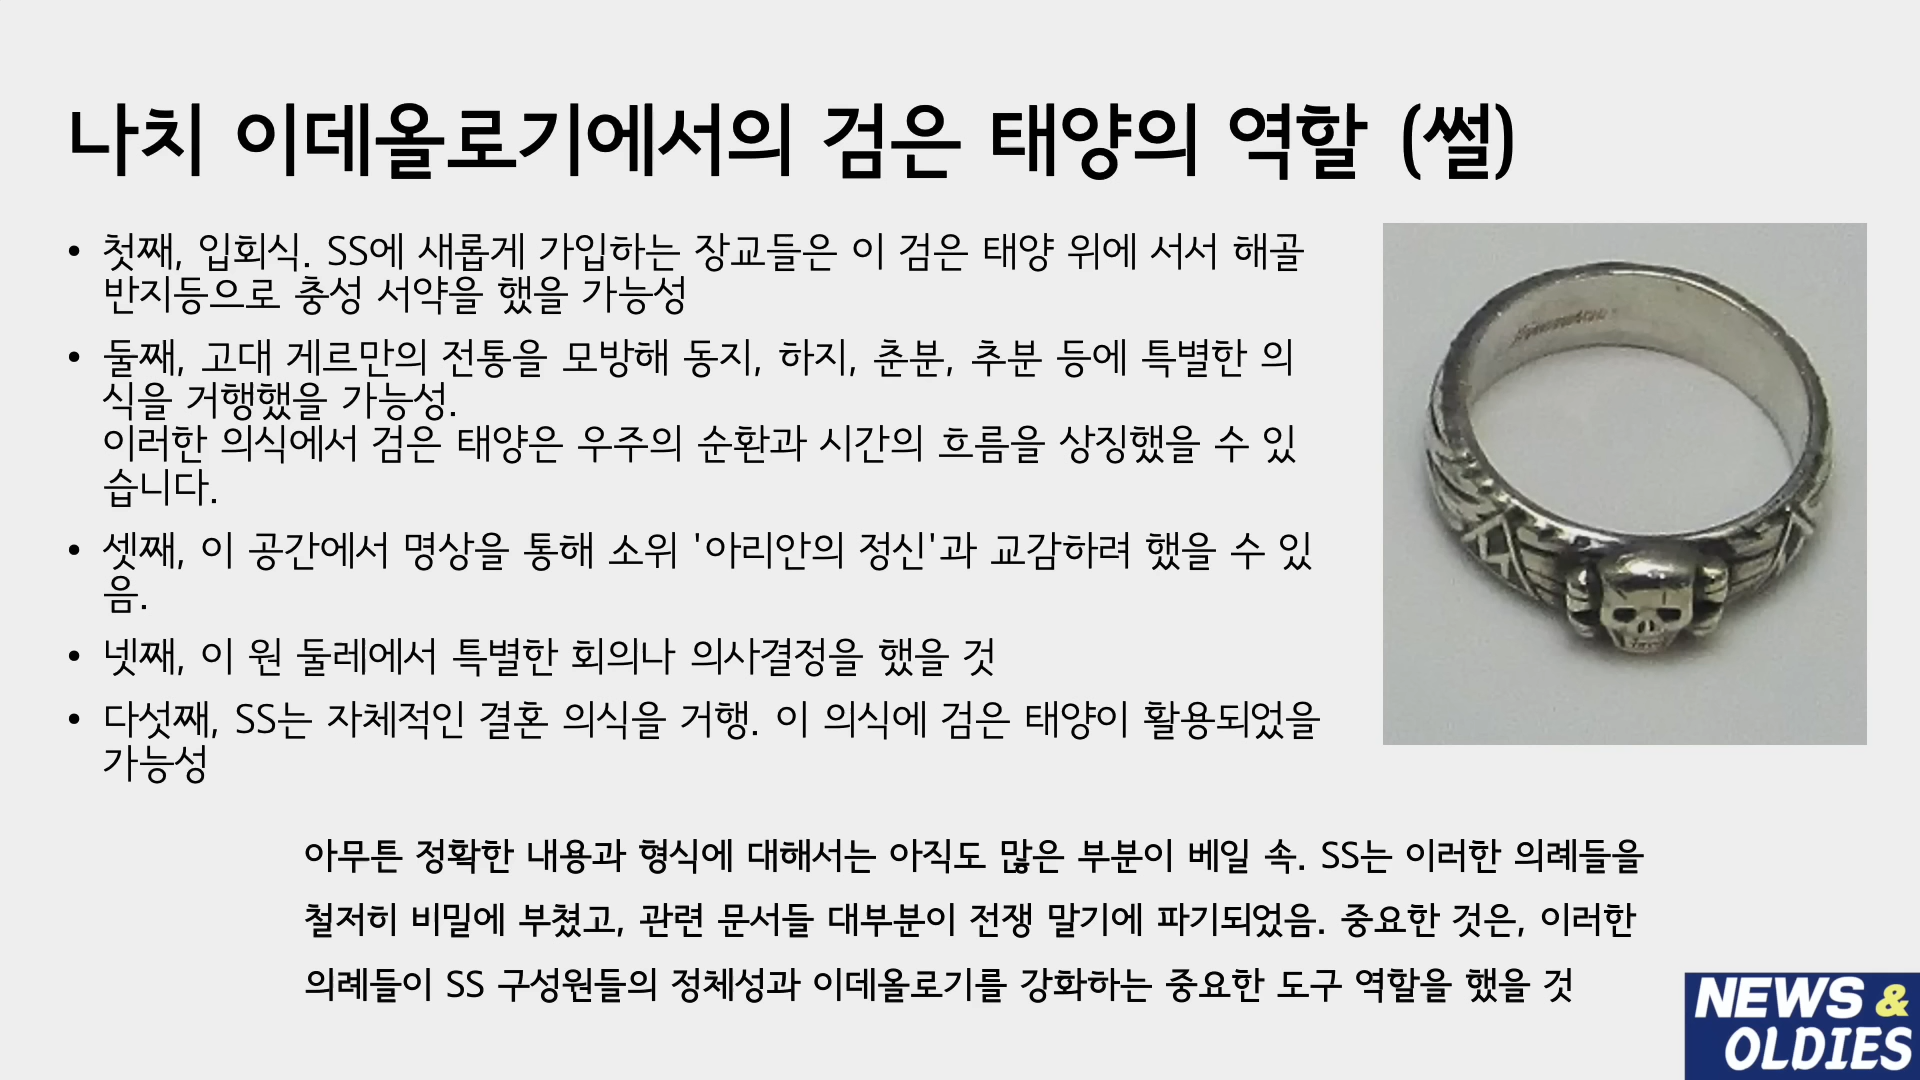 나치 이데올로기에서의 검은 태양의 역할 (썰)
• 첫째, 입회식. SS에 새롭게 가입하는 장교들은 이 검은 태양 위에 서서 해골
반지등으로 충성 서약을 했을 가능성
• 둘째, 고대 게르만의 전통을 모방해 동지, 하지, 춘분, 추분 등에 특별한 의
식을 거행했을 가능성.
이러한 의식에서 검은 태양은 우주의 순환과 시간의 흐름을 상징했을 수 있
습니다.
• 셋째, 이 공간에서 명상을 통해 소위 '아리안의 정신'과 교감하려 했을 수 있
음.
• 넷째, 이 원 둘레에서 특별한 회의나 의사결정을 했을 것
• 다섯째, SS는 자체적인 결혼 의식을 거행. 이 의식에 검은 태양이 활용되었을
가능성
아무튼 정확한 내용과 형식에 대해서는 아직도 많은 부분이 베일 속. SS는 이러한 의례들을
철저히 비밀에 부쳤고, 관련 문서들 대부분이 전쟁 말기에 파기되었음. 중요한 것은, 이러한
의례들이 SS 구성원들의 정체성과 이데올로기를 강화하는 중요한 도구 역할을 했을 것
NEWS &
OLDIES